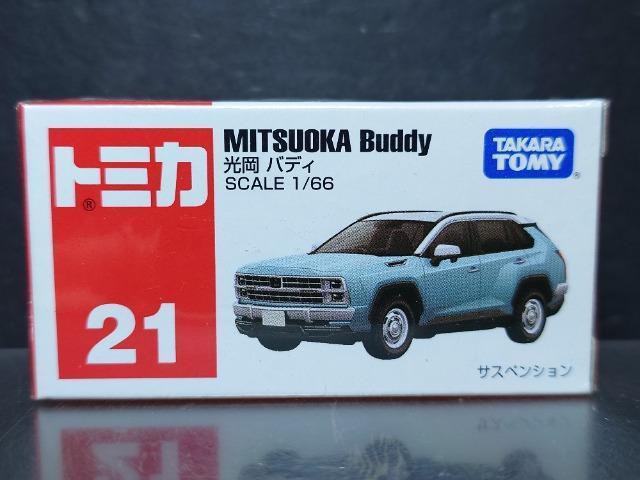 トミカ
®
21
MITSUOKA Buddy
光岡 バディ
SCALE 1/66
TAKARA
TOMY®
サスペンション